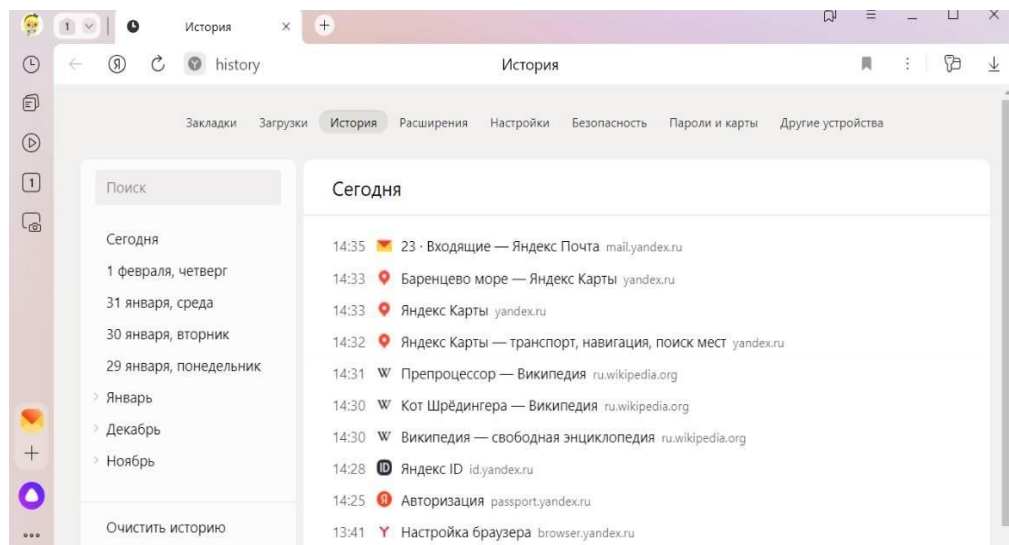 1 История
history История
Закладки Загрузки История Расширения Настройки Безопасность Пароли и карты Другие устройства
1
Поиск
Сегодня
1 февраля, четверг
31 января, среда
30 января, вторник
29 января, понедельник
Январь
Декабрь
Ноябрь
Очистить историю
Сегодня
14:35 23 · Входящие — Яндекс Почта mail.yandex.ru
14:33 Баренцево море — Яндекс Карты yandex.ru
14:33 Яндекс Карты yandex.ru
14:32 Яндекс Карты — транспорт, навигация, поиск мест yandex.ru
14:31 W Препроцессор — Википедия ru.wikipedia.org
14:30 W Кот Шрёдингера — Википедия ru.wikipedia.org
14:30 W Википедия — свободная энциклопедия ru.wikipedia.org
14:28 ID Яндекс ID id.yandex.ru
14:25 Я Авторизация passport.yandex.ru
13:41 Y Настройка браузера browser.yandex.ru